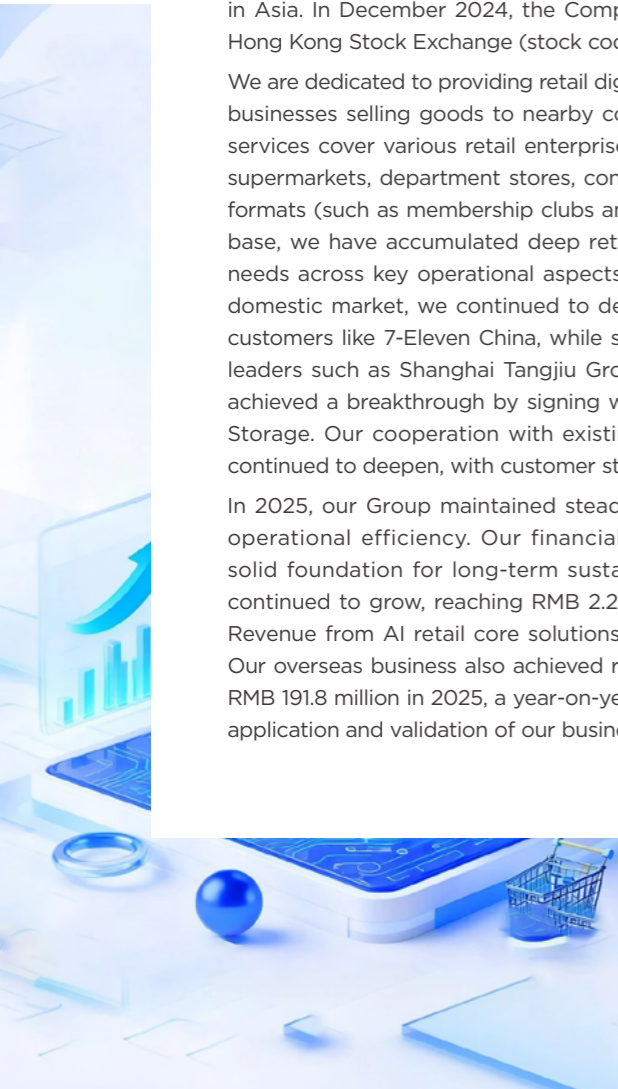 in Asia. In December 2024, the Comp
Hong Kong Stock Exchange (stock co
We are dedicated to providing retail dig
businesses selling goods to nearby co
services cover various retail enterprise
supermarkets, department stores, con
formats (such as membership clubs an
base, we have accumulated deep ret
needs across key operational aspects
domestic market, we continued to de
customers like 7-Eleven China, while s
leaders such as Shanghai Tangjiu Gro
achieved a breakthrough by signing w
Storage. Our cooperation with existi
continued to deepen, with customer st
In 2025, our Group maintained stead
operational efficiency. Our financial
solid foundation for long-term susta
continued to grow, reaching RMB 2.2
Revenue from AI retail core solutions
Our overseas business also achieved r
RMB 191.8 million in 2025, a year-on-ye
application and validation of our busin